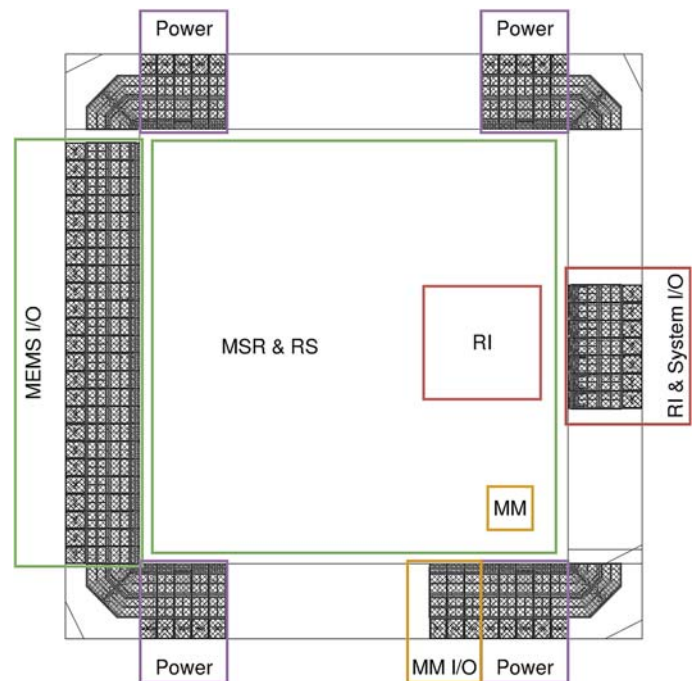 Power
Power
MEMS I/O
MSR & RS
RI
RI & System I/O
MM
Power
MM I/O
Power